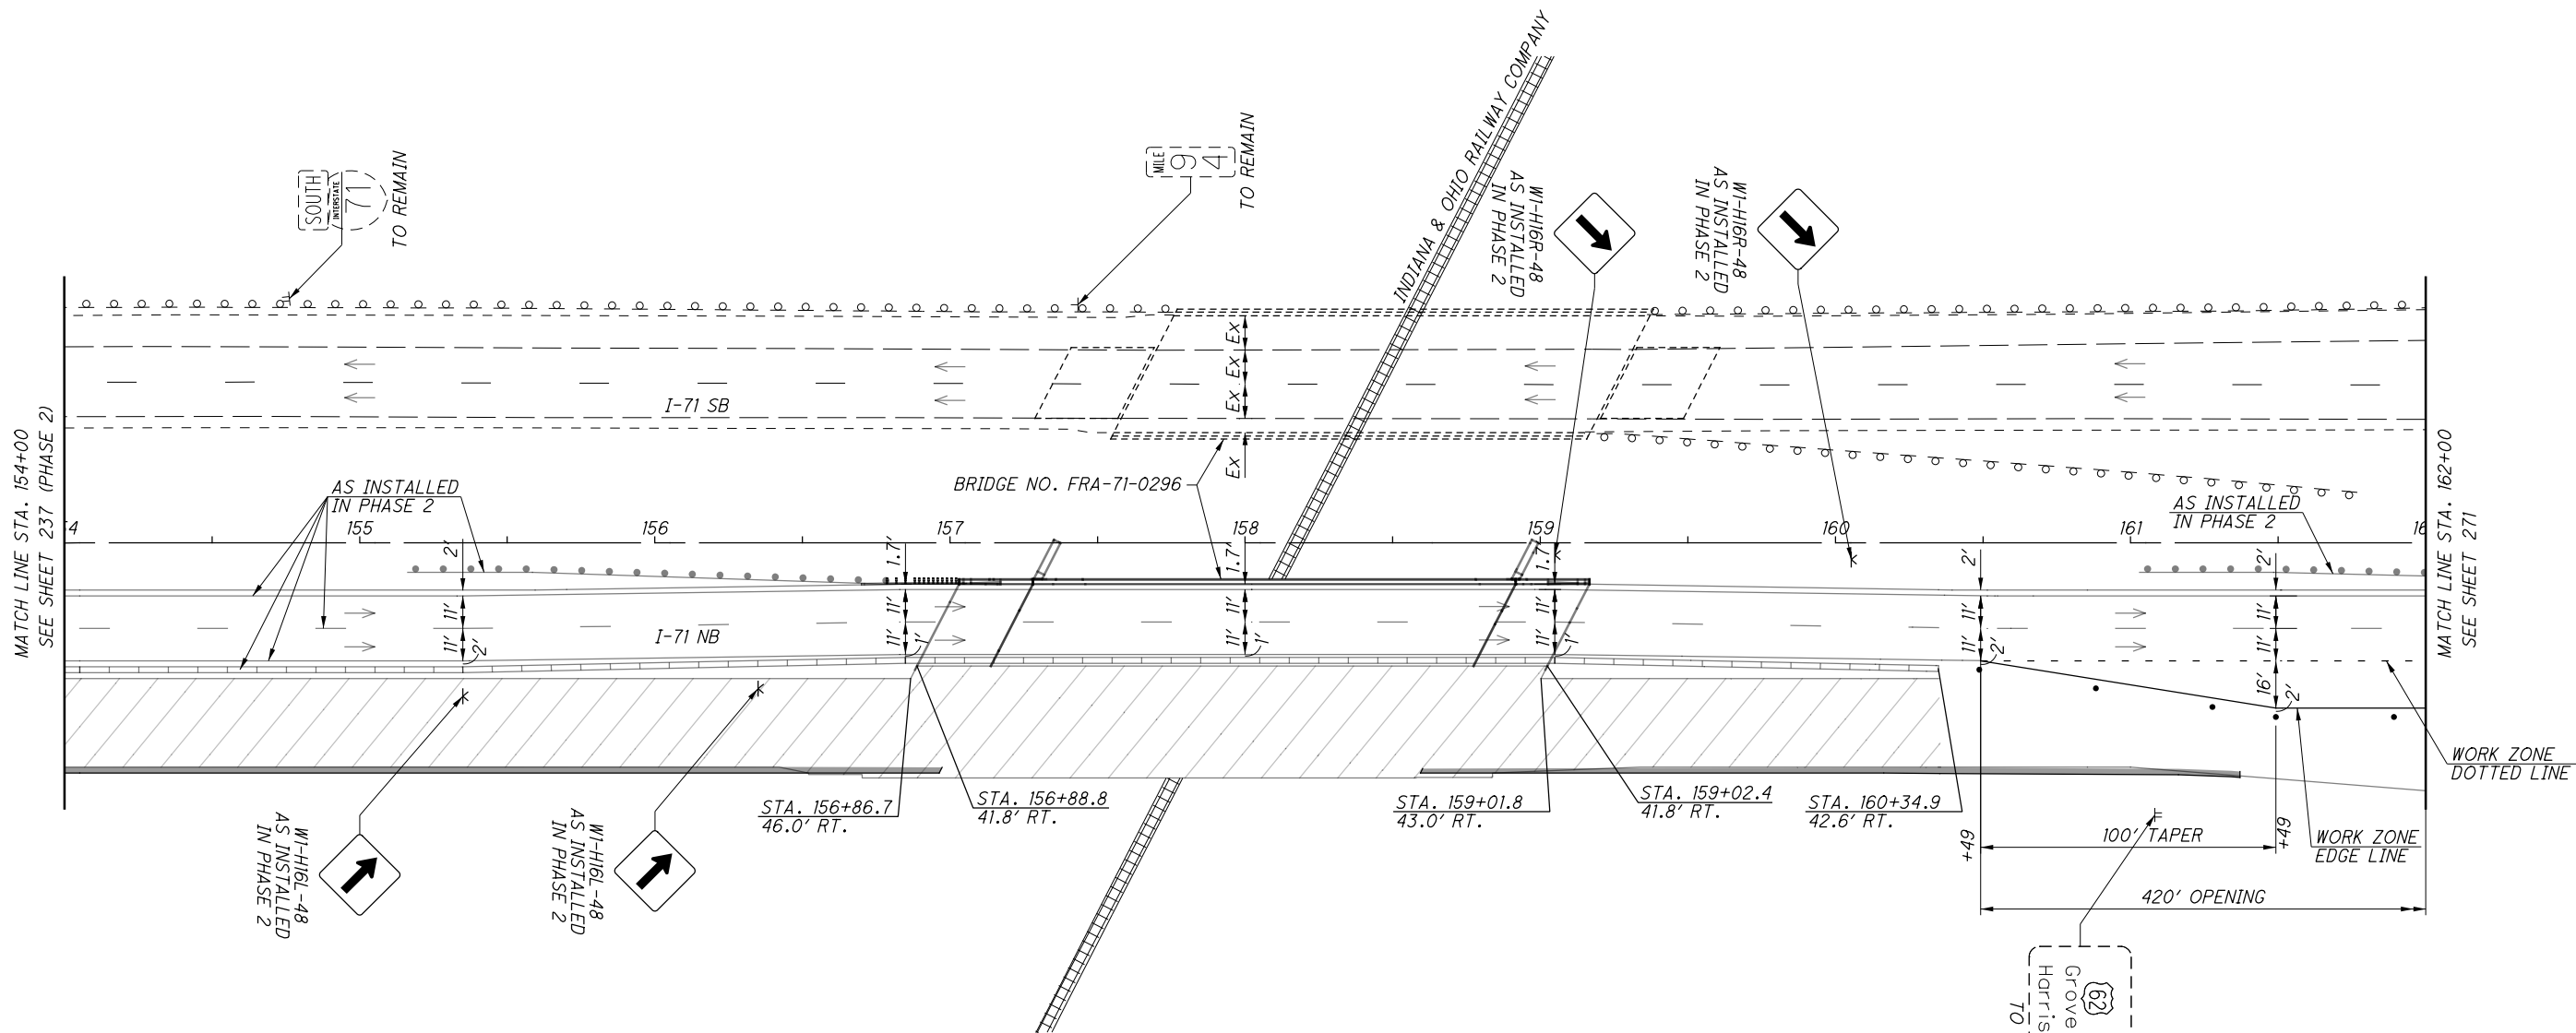 INDIANA & OHIO RAILWAY COMPANY
SOUTH
INTERSTATE
71
TO REMAIN
MILE
94
TO REMAIN
W1-H16R-48
AS INSTALLED
IN PHASE 2
W1-H16R-48
AS INSTALLED
IN PHASE 2
MATCH LINE STA. 154+00
SEE SHEET 237 (PHASE 2)
I-71 SB
EX
EX
EX
EX
BRIDGE NO. FRA-71-0296
AS INSTALLED
IN PHASE 2
AS INSTALLED
IN PHASE 2
MATCH LINE STA. 162+00
SEE SHEET 271
4
155
156
157
158
159
160
161
16
2'
11'
11'
2'
1.7'
11'
11'
1'
1.7'
11'
11'
1'
1.7'
11'
11'
1'
2'
11'
11'
2'
2'
11'
11'
16'
2'
I-71 NB
WORK ZONE
DOTTED LINE
STA. 156+86.7
46.0' RT.
STA. 156+88.8
41.8' RT.
STA. 159+01.8
43.0' RT.
STA. 159+02.4
41.8' RT.
STA. 160+34.9
42.6' RT.
+49
100' TAPER
+49
WORK ZONE
EDGE LINE
420' OPENING
W1-H16L-48
AS INSTALLED
IN PHASE 2
W1-H16L-48
AS INSTALLED
IN PHASE 2
62
Grove
Harris
TO